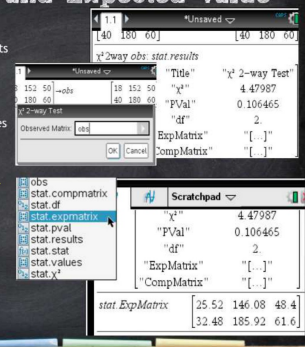 and Expected
ts
es
1.1
*Unsaved
[40 180 60]
[40 180 60]
χ²2way obs: stat.results
"Title" "χ² 2-way Test"
"χ²" 4.47987
"PVal" 0.106465
"df" 2.
"ExpMatrix" "[...]"
"CompMatrix" "[...]"
1.1
*Unsaved
18 152 50]→obs
[18 152 50
180 60]
40 180 60
χ² 2-way Test
Observed Matrix: obs
OK Cancel
obs
stat.compmatrix
stat.df
stat.expmatrix
stat.pval
stat.results
stat.stat
stat.values
stat.χ²
Scratchpad
"χ²" 4.47987
"PVal" 0.106465
"df" 2.
"ExpMatrix" "[...]"
"CompMatrix" "[...]"
stat.ExpMatrix
[25.52 146.08 48.4
32.48 185.92 61.6]